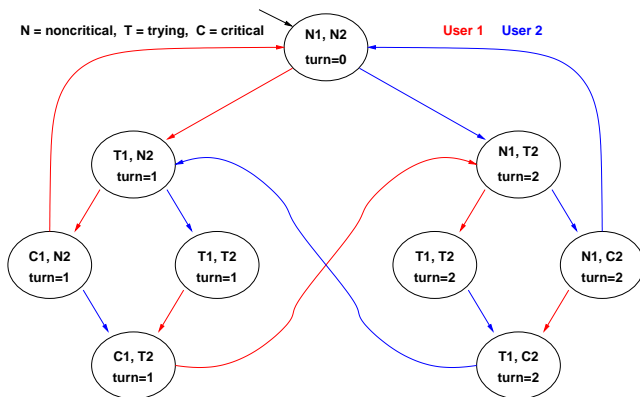 N = noncritical, T = trying, C = critical
User 1 User 2
N1, N2
turn=0
T1, N2
turn=1
N1, T2
turn=2
C1, N2
turn=1
T1, T2
turn=1
T1, T2
turn=2
N1, C2
turn=2
C1, T2
turn=1
T1, C2
turn=2